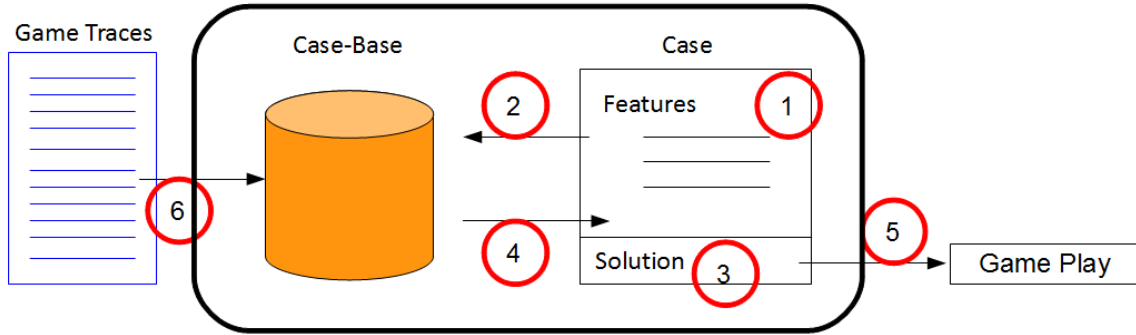 Game Traces
Case-Base
Case
Features
1
2
6
4
5
Solution
3
Game Play